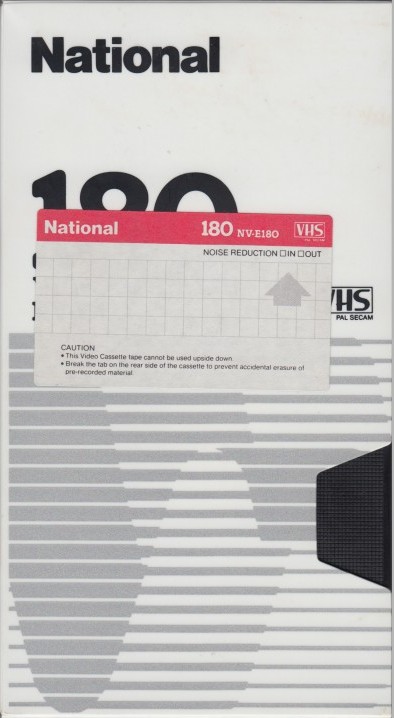 National
180
National 180 NV-E180 VHS
PAL SECAM
NOISE REDUCTION ☐IN ☐OUT
VHS
PAL SECAM
CAUTION
• This Video Cassette tape cannot be used upside down.
• Break the tab on the rear side of the cassette to prevent accidental erasure of
pre-recorded material.